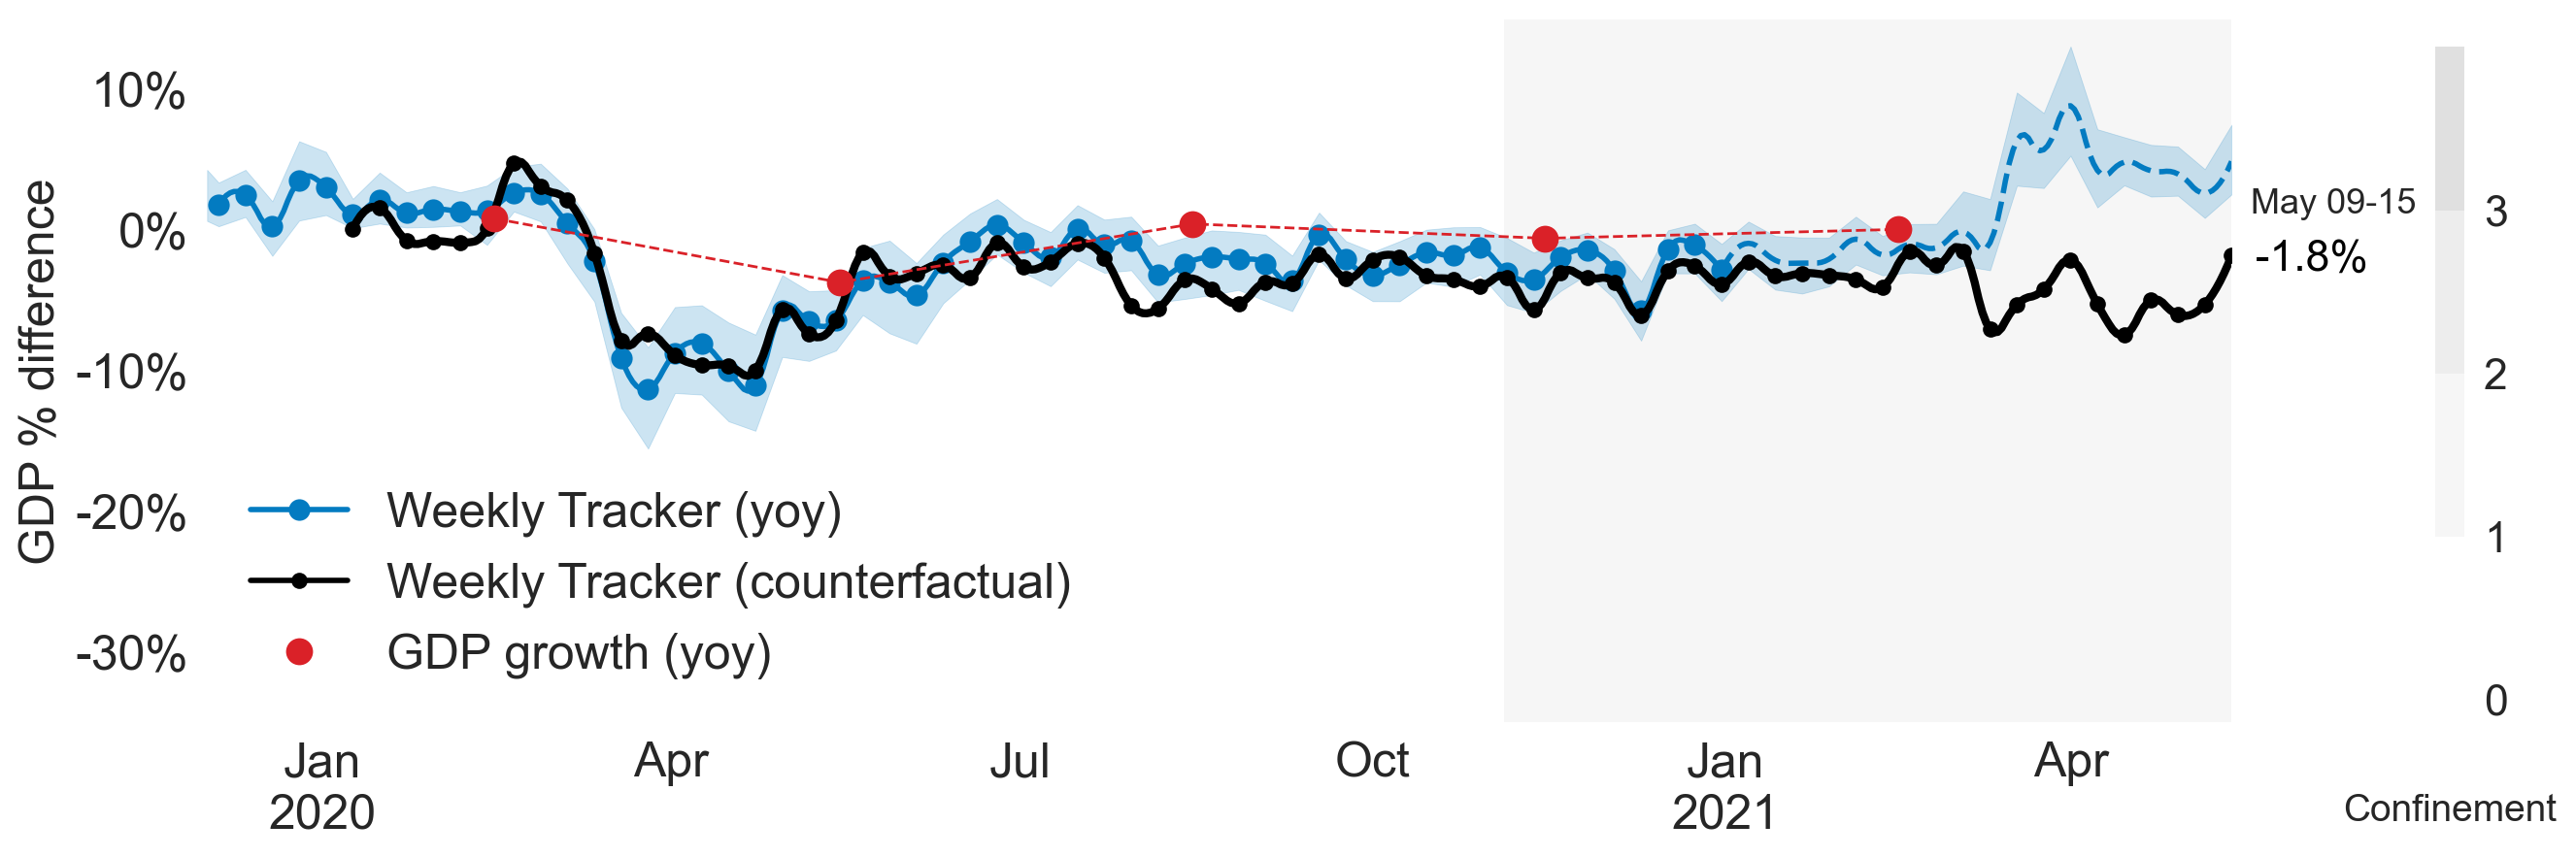 GDP % difference
10%
0%
-10%
-20%
-30%
Weekly Tracker (yoy)
Weekly Tracker (counterfactual)
GDP growth (yoy)
Jan
2020
Apr
Jul
Oct
Jan
2021
Apr
May 09-15
-1.8%
3
2
1
0
Confinement